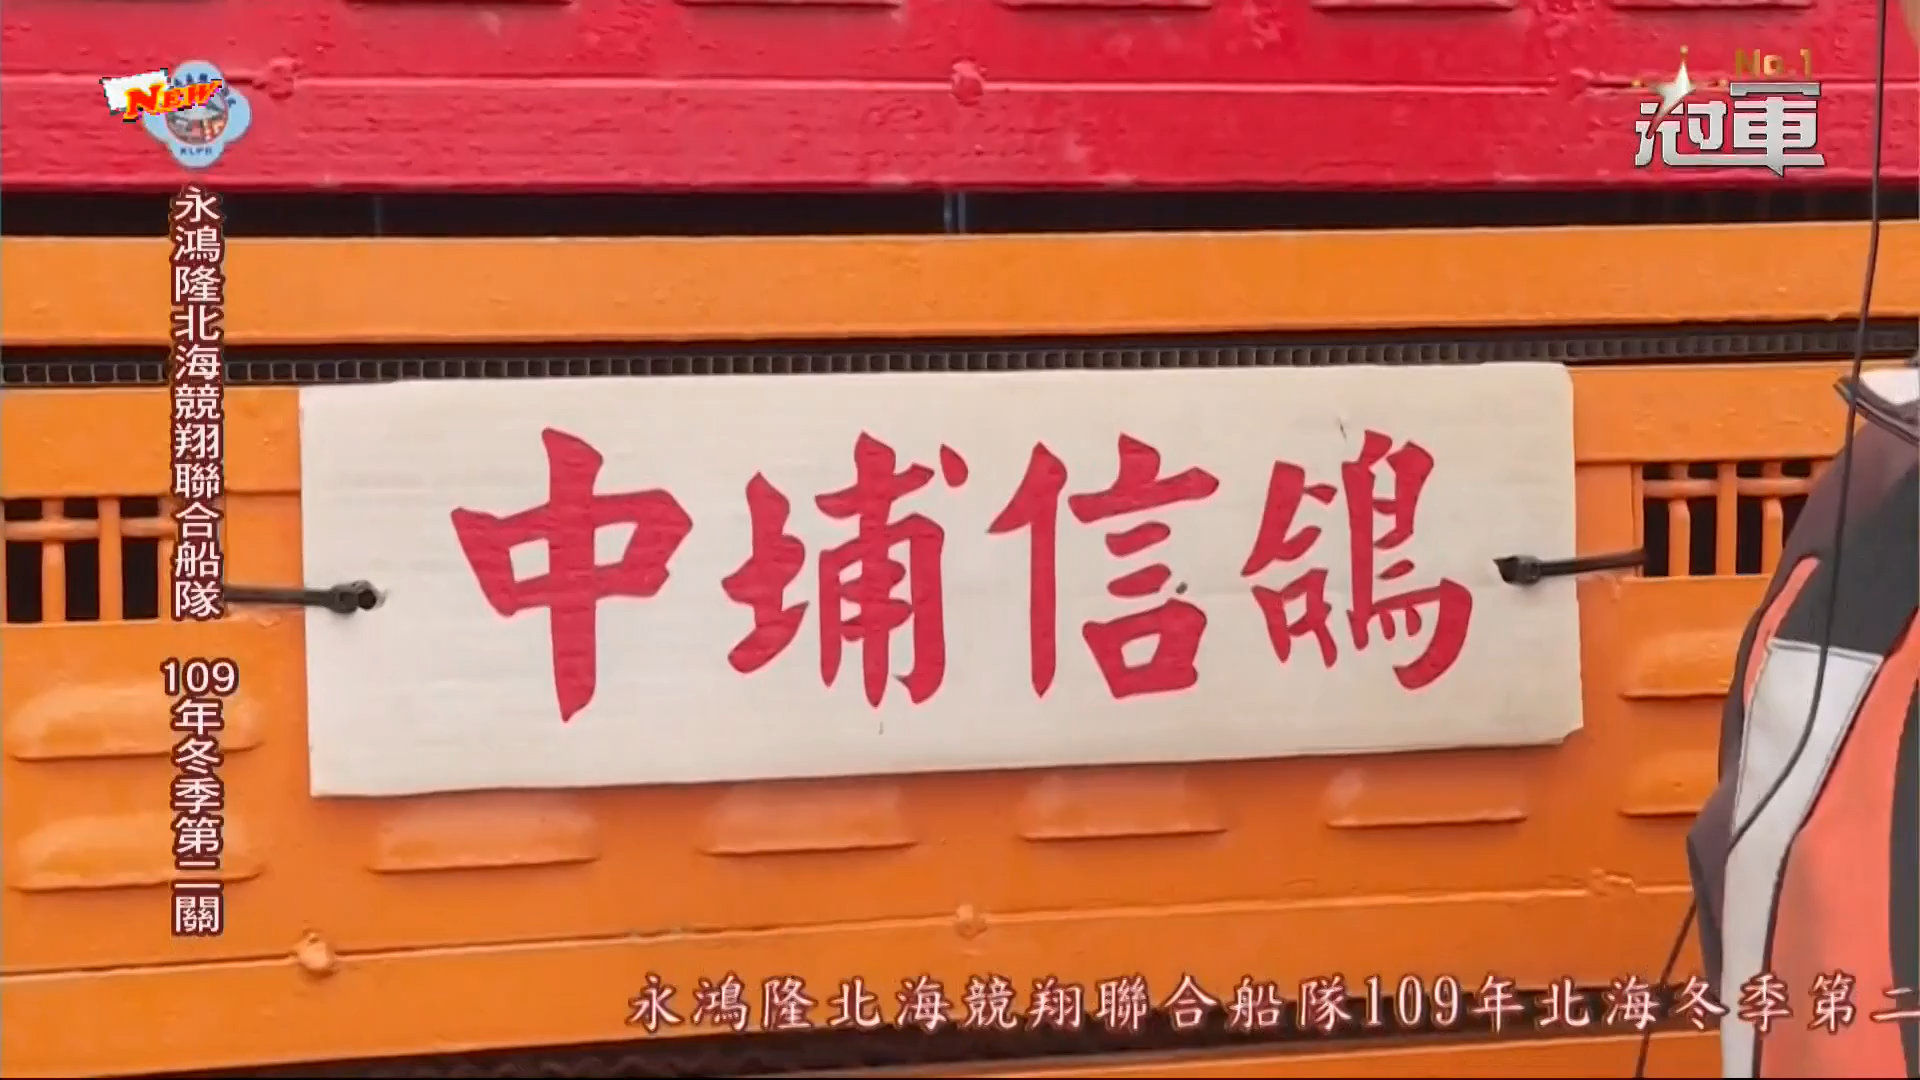 NEW
KLPR
No.1
冠軍
永鴻隆北海競翔聯合船隊 109年冬季第二關
中埔信鴿
永鴻隆北海競翔聯合船隊109年北海冬季第二